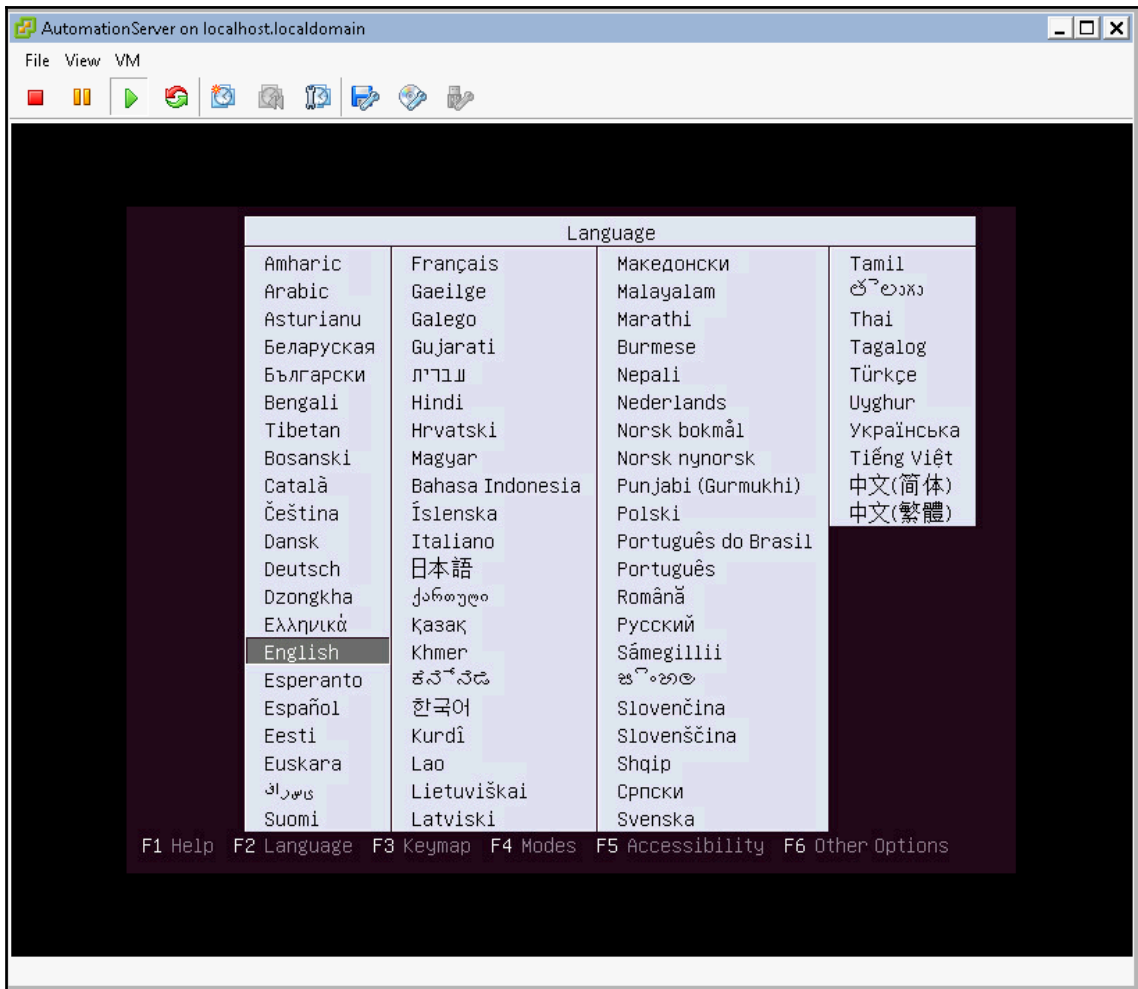 AutomationServer on localhost.localdomain
File View VM
Language
Amharic
Arabic
Asturianu
Беларуская
Български
Bengali
Tibetan
Bosanski
Català
Čeština
Dansk
Deutsch
Dzongkha
Ελληνικά
English
Esperanto
Español
Eesti
Euskara
فارسی
Suomi
Français
Gaeilge
Galego
Gujarati
עברית
Hindi
Hrvatski
Magyar
Bahasa Indonesia
Íslenska
Italiano
日本語
ქართული
Қазақ
Khmer
ಕನ್ನಡ
한국어
Kurdî
Lao
Lietuviškai
Latviski
Македонски
Malayalam
Marathi
Burmese
Nepali
Nederlands
Norsk bokmål
Norsk nynorsk
Punjabi (Gurmukhi)
Polski
Português do Brasil
Português
Română
Русский
Sámegillii
සිංහල
Slovenčina
Slovenščina
Shqip
Српски
Svenska
Tamil
తెలుగు
Thai
Tagalog
Türkçe
Uyghur
Українська
Tiếng Việt
中文(简体)
中文(繁體)
F1 Help F2 Language F3 Keymap F4 Modes F5 Accessibility F6 Other Options